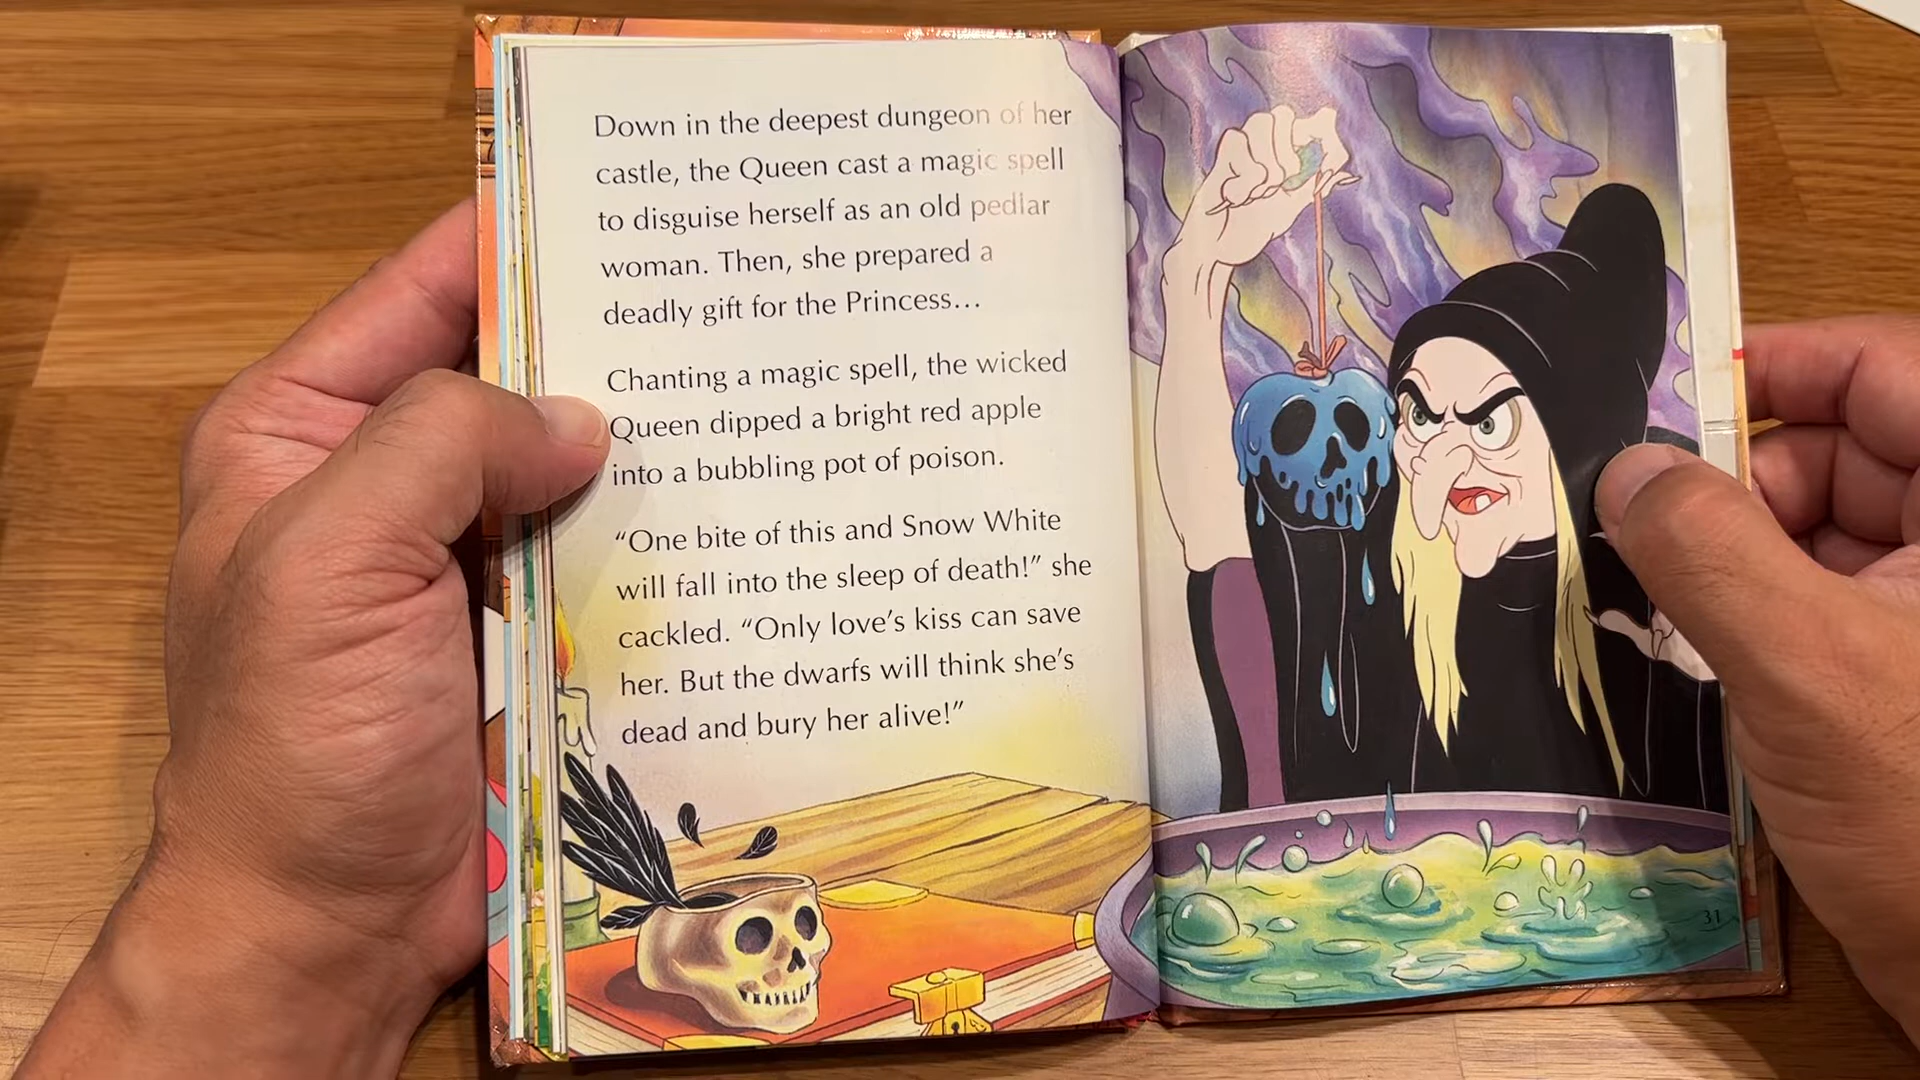 Down in the deepest dungeon of her
castle, the Queen cast a magic spell
to disguise herself as an old pedlar
woman. Then, she prepared a
deadly gift for the Princess…
Chanting a magic spell, the wicked
Queen dipped a bright red apple
into a bubbling pot of poison.
“One bite of this and Snow White
will fall into the sleep of death!” she
cackled. “Only love’s kiss can save
her. But the dwarfs will think she’s
dead and bury her alive!”
31